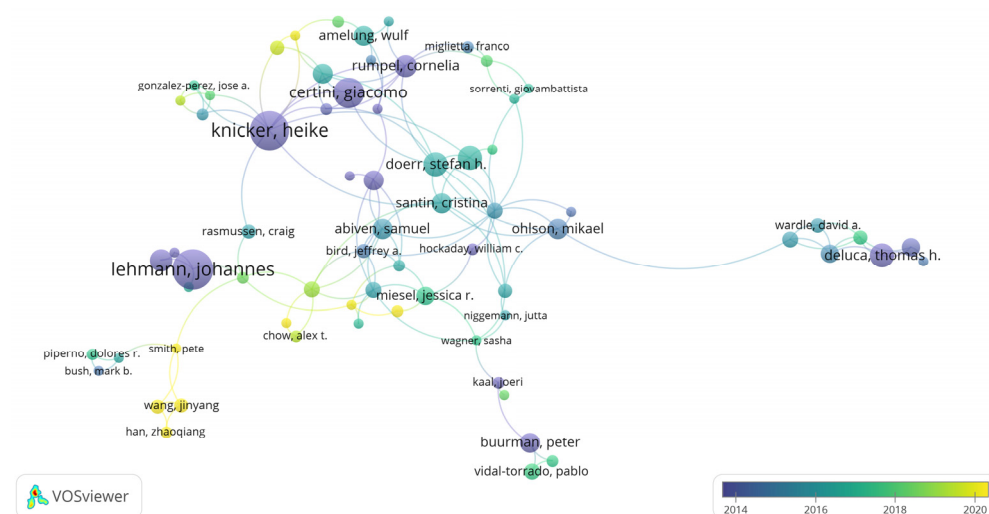 amelung, wulf
miglietta, franco
rumpel, cornelia
gonzalez-perez, jose a.
certini, giacomo
sorrenti, giovambattista
knicker, heike
doerr, stefan h.
santin, cristina
rasmussen, craig
abiven, samuel
ohlson, mikael
wardle, david a.
bird, jeffrey a.
hockaday, william c.
deluca, thomas h.
lehmann, johannes
miesel, jessica r.
niggemann, jutta
chow, alex t.
wagner, sasha
piperno, dolores r.
smith, pete
bush, mark b.
kaal, joeri
wang, jinyang
han, zhaoqiang
buurman, peter
vidal-torrado, pablo
VOSviewer
2014 2016 2018 2020